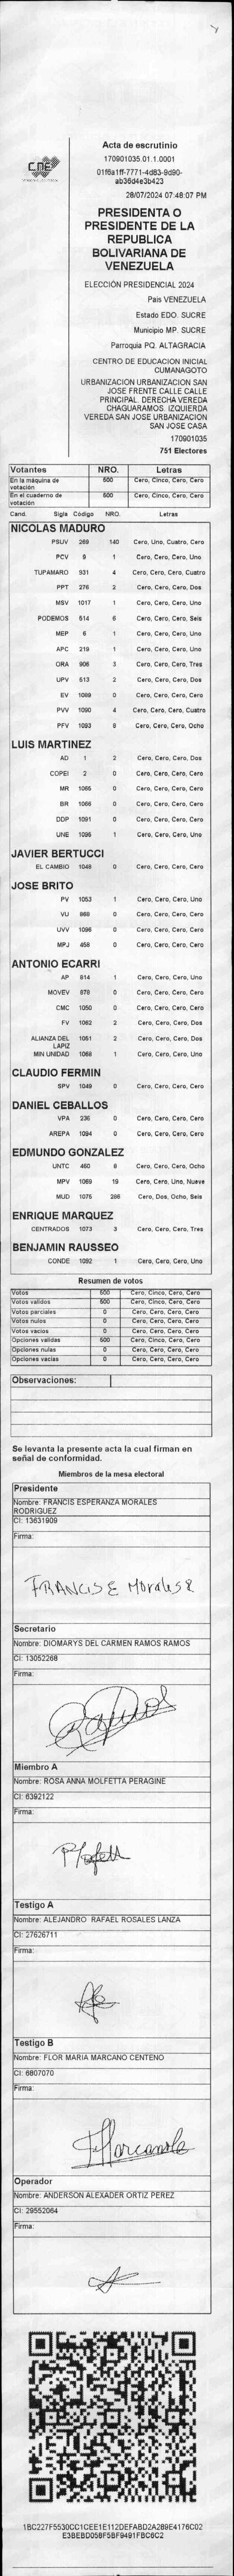 CNE
Acta de escrutinio
170901035.01.1.0001
01f6a1ff-7771-4d83-9d90-
ab36d4e3b423
28/07/2024 07:48:07 PM
PRESIDENTA O
PRESIDENTE DE LA
REPUBLICA
BOLIVARIANA DE
VENEZUELA
ELECCIÓN PRESIDENCIAL 2024
Pais VENEZUELA
Estado EDO. SUCRE
Municipio MP. SUCRE
Parroquia PQ. ALTAGRACIA
CENTRO DE EDUCACION INICIAL
CUMANAGOTO
URBANIZACION URBANIZACION SAN
JOSE FRENTE CALLE CALLE
PRINCIPAL. DERECHA VEREDA
CHAGUARAMOS. IZQUIERDA
VEREDA SAN JOSE URBANIZACION
SAN JOSE CASA
170901035
751 Electores
Votantes NRO. Letras
En la máquina de
votación 500 Cero, Cinco, Cero, Cero
En el cuaderno de
votación 500 Cero, Cinco, Cero, Cero
Cand. Sigla Código NRO. Letras
NICOLAS MADURO
PSUV 269 140 Cero, Uno, Cuatro, Cero
PCV 9 1 Cero, Cero, Cero, Uno
TUPAMARO 931 4 Cero, Cero, Cero, Cuatro
PPT 276 2 Cero, Cero, Cero, Dos
MSV 1017 1 Cero, Cero, Cero, Uno
PODEMOS 514 6 Cero, Cero, Cero, Seis
MEP 6 1 Cero, Cero, Cero, Uno
APC 219 1 Cero, Cero, Cero, Uno
ORA 906 3 Cero, Cero, Cero, Tres
UPV 513 2 Cero, Cero, Cero, Dos
EV 1089 0 Cero, Cero, Cero, Cero
PVV 1090 4 Cero, Cero, Cero, Cuatro
PFV 1093 8 Cero, Cero, Cero, Ocho
LUIS MARTINEZ
AD 1 2 Cero, Cero, Cero, Dos
COPEI 2 0 Cero, Cero, Cero, Cero
MR 1065 0 Cero, Cero, Cero, Cero
BR 1066 0 Cero, Cero, Cero, Cero
DDP 1091 0 Cero, Cero, Cero, Cero
UNE 1095 1 Cero, Cero, Cero, Uno
JAVIER BERTUCCI
EL CAMBIO 1048 0 Cero, Cero, Cero, Cero
JOSE BRITO
PV 1053 1 Cero, Cero, Cero, Uno
VU 868 0 Cero, Cero, Cero, Cero
UVV 1096 0 Cero, Cero, Cero, Cero
MPJ 458 0 Cero, Cero, Cero, Cero
ANTONIO ECARRI
AP 814 1 Cero, Cero, Cero, Uno
MOVEV 878 0 Cero, Cero, Cero, Cero
CMC 1050 0 Cero, Cero, Cero, Cero
FV 1062 2 Cero, Cero, Cero, Dos
ALIANZA DEL
LAPIZ 1051 2 Cero, Cero, Cero, Dos
MIN UNIDAD 1068 1 Cero, Cero, Cero, Uno
CLAUDIO FERMIN
SPV 1049 0 Cero, Cero, Cero, Cero
DANIEL CEBALLOS
VPA 236 0 Cero, Cero, Cero, Cero
AREPA 1094 0 Cero, Cero, Cero, Cero
EDMUNDO GONZALEZ
UNTC 460 8 Cero, Cero, Cero, Ocho
MPV 1069 19 Cero, Cero, Uno, Nueve
MUD 1075 286 Cero, Dos, Ocho, Seis
ENRIQUE MARQUEZ
CENTRADOS 1073 3 Cero, Cero, Cero, Tres
BENJAMIN RAUSSEO
CONDE 1092 1 Cero, Cero, Cero, Uno
Resumen de votos
Votos 500 Cero, Cinco, Cero, Cero
Votos validos 500 Cero, Cinco, Cero, Cero
Votos parciales 0 Cero, Cero, Cero, Cero
Votos nulos 0 Cero, Cero, Cero, Cero
Votos vacios 0 Cero, Cero, Cero, Cero
Opciones validas 500 Cero, Cinco, Cero, Cero
Opciones nulas 0 Cero, Cero, Cero, Cero
Opciones vacias 0 Cero, Cero, Cero, Cero
Observaciones:
Se levanta la presente acta la cual firman en
señal de conformidad.
Miembros de la mesa electoral
Presidente
Nombre: FRANCIS ESPERANZA MORALES
RODRIGUEZ
CI: 13631909
Firma:
FRANCIS E Morales R
Secretario
Nombre: DIOMARYS DEL CARMEN RAMOS RAMOS
CI: 13052268
Firma:
Ramos
Miembro A
Nombre: ROSA ANNA MOLFETTA PERAGINE
CI: 6392122
Firma:
Testigo A
Nombre: ALEJANDRO RAFAEL ROSALES LANZA
CI: 27626711
Firma:
Testigo B
Nombre: FLOR MARIA MARCANO CENTENO
CI: 6807070
Firma:
Operador
Nombre: ANDERSON ALEXADER ORTIZ PEREZ
CI: 29552064
Firma:
1BC227F5530CC1CEE1E112DEFABD2A289E4176C02
E3BEBD058F5BF9491FBC6C2